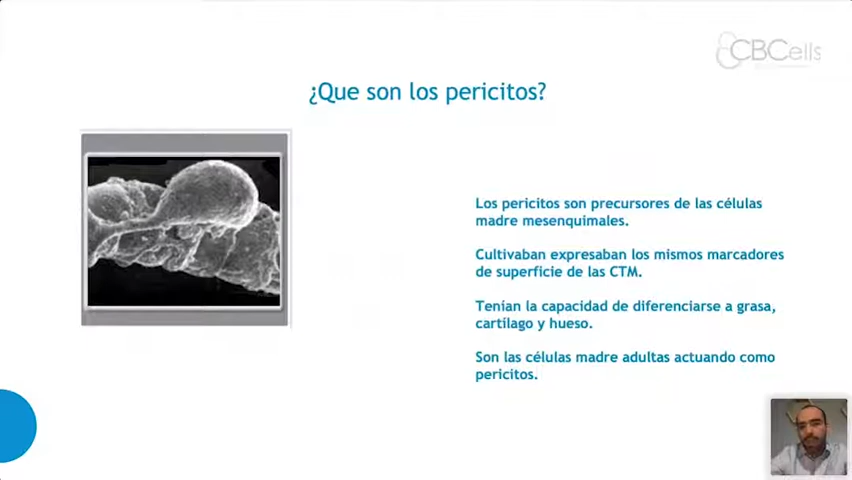 CBCells
¿Que son los pericitos?
Los pericitos son precursores de las células
madre mesenquimales.
Cultivaban expresaban los mismos marcadores
de superficie de las CTM.
Tenian la capacidad de diferenciarse a grasa,
cartílago y hueso.
Son las células madre adultas actuando como
pericitos.